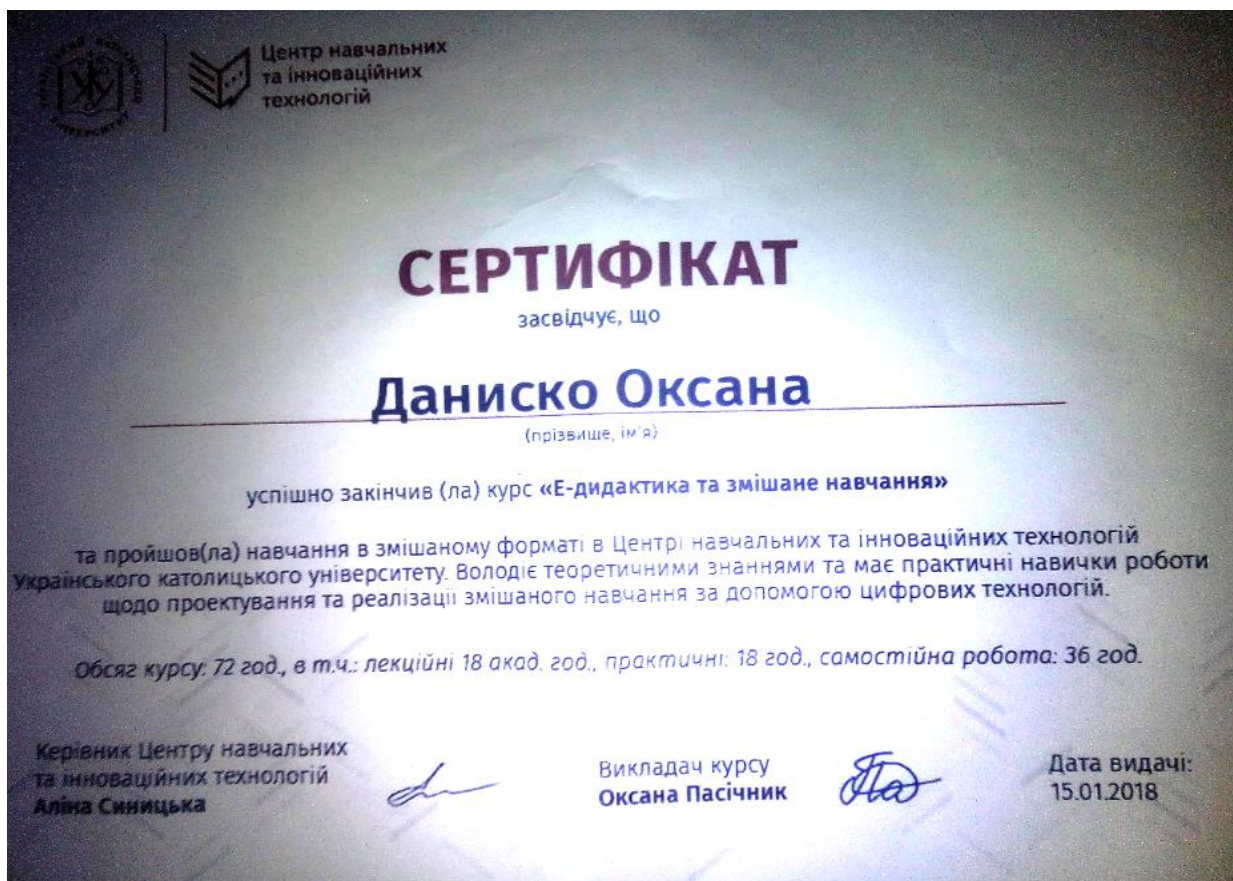 Центр навчальних
та інноваційних
технологій
СЕРТИФІКАТ
засвідчує, що
Даниско Оксана
(прізвище, ім'я)
успішно закінчив (ла) курс «Е-дидактика та змішане навчання»
та пройшов(ла) навчання в змішаному форматі в Центрі навчальних та інноваційних технологій
Українського католицького університету. Володіє теоретичними знаннями та має практичні навички роботи
щодо проектування та реалізації змішаного навчання за допомогою цифрових технологій.
Обсяг курсу: 72 год., в т.ч.: лекційні 18 акад. год., практичні: 18 год., самостійна робота: 36 год.
Керівник Центру навчальних
та інноваційних технологій
Аліна Синицька
Викладач курсу
Оксана Пасічник
Дата видачі:
15.01.2018